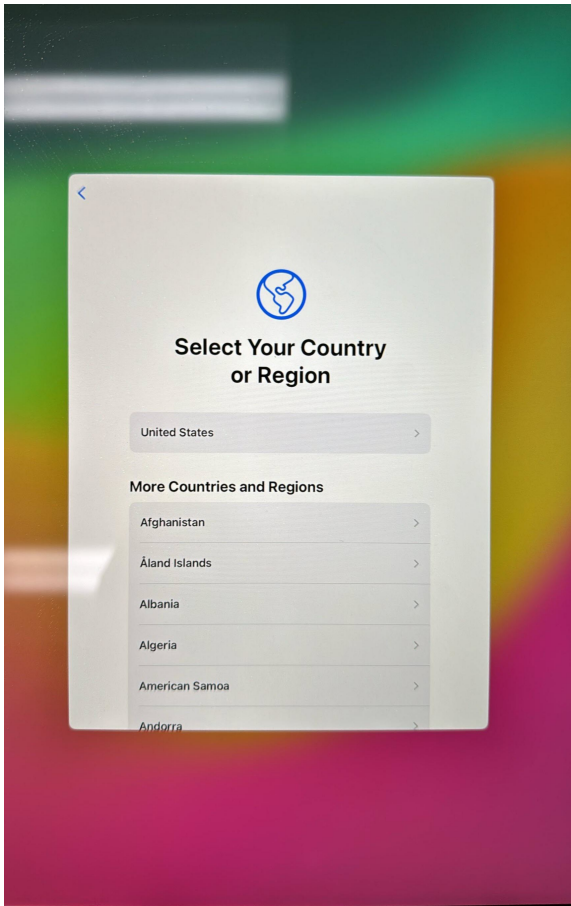 Select Your Country
or Region
United States
More Countries and Regions
Afghanistan
Åland Islands
Albania
Algeria
American Samoa
Andorra